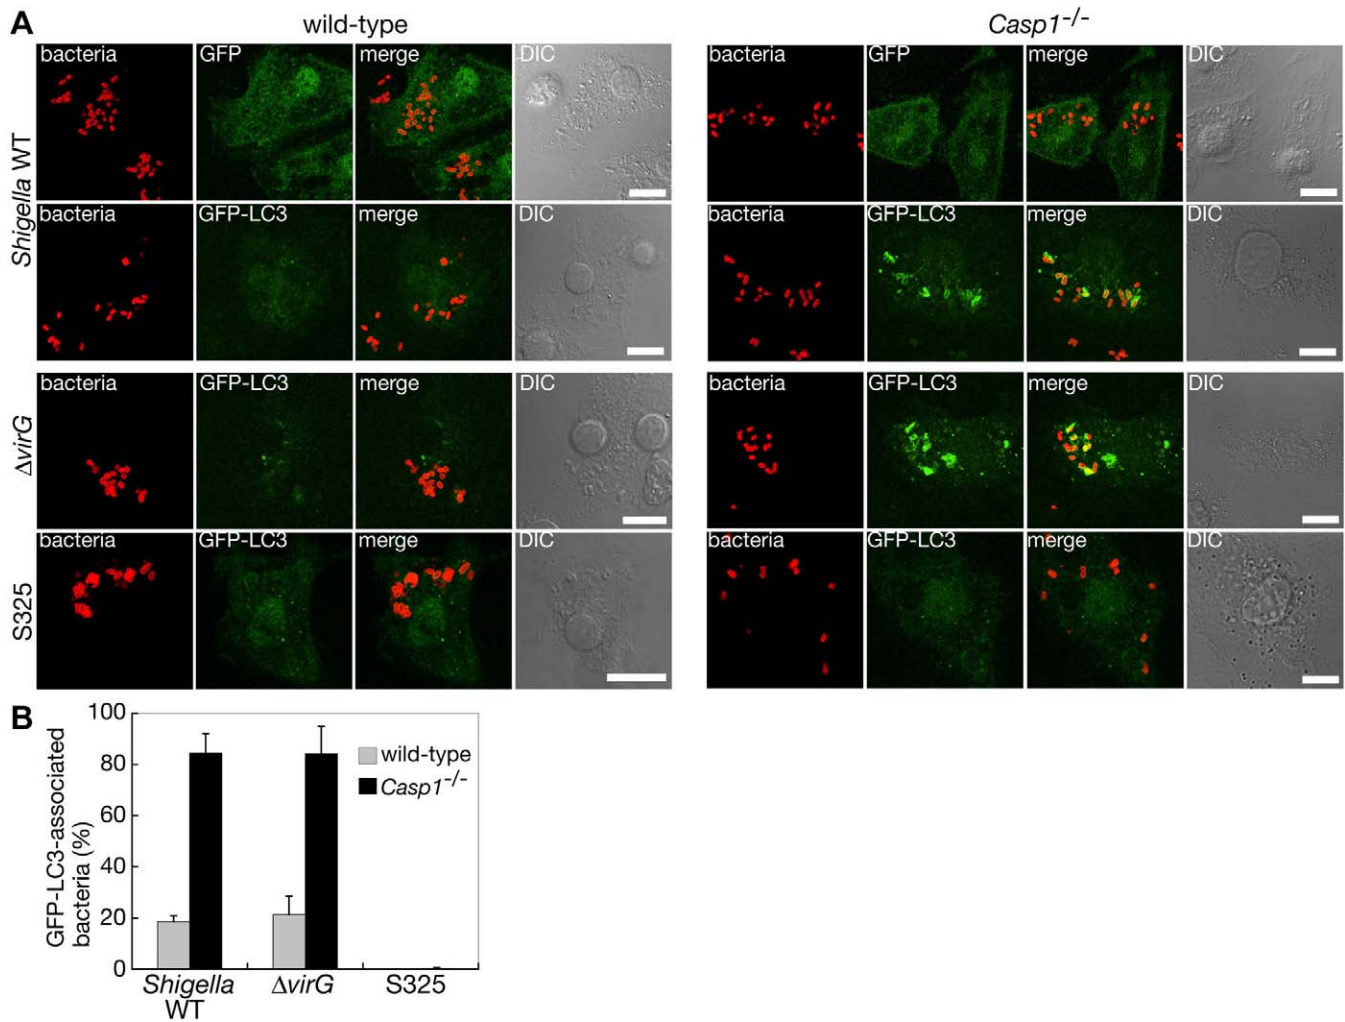 A
wild-type
Casp1-/-
Shigella WT
bacteria GFP merge DIC
bacteria GFP DIC
bacteria GFP-LC3 merge DIC
bacteria GFP-LC3 merge DIC
ΔvirG
bacteria GFP-LC3 merge DIC
bacteria GFP-LC3 merge DIC
S325
bacteria GFP-LC3 merge DIC
bacteria GFP-LC3 merge DIC
B
GFP-LC3-associated
bacteria (%)
100
80
60
40
20
0
wild-type
Casp1-/-
Shigella
WT
ΔvirG
S325